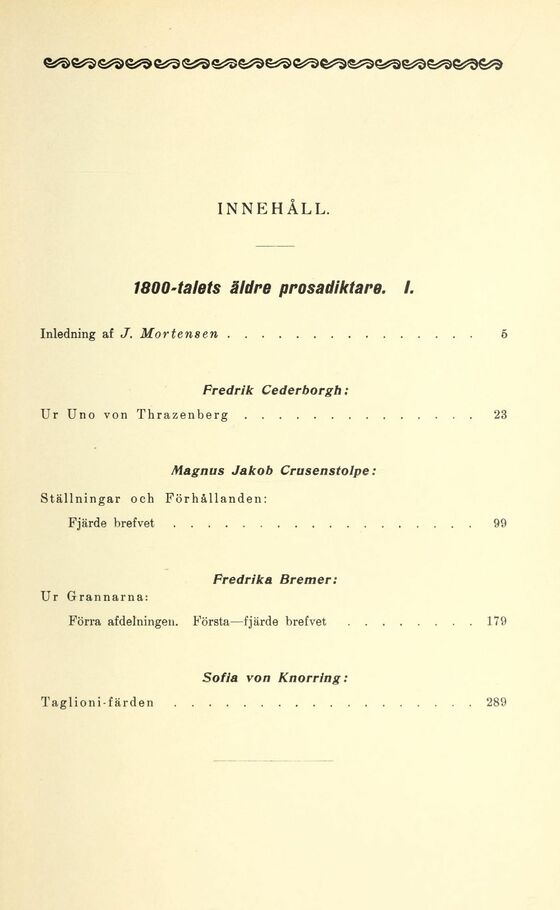 INNEHÅLL.
1800-talets äldre prosadiktare. I.
Inledning af J. Mortensen . . . . . . . . . . . . . . . 5
Fredrik Cederborgh:
Ur Uno von Thrazenberg . . . . . . . . . . . . . . 23
Magnus Jakob Crusenstolpe:
Ställningar och Förhållanden:
Fjärde brefvet . . . . . . . . . . . . . . . . . . 99
Fredrika Bremer:
Ur Grannarna:
Förra afdelningen. Första—fjärde brefvet . . . . . . . . 179
Sofia von Knorring:
Taglioni-färden . . . . . . . . . . . . . . . . . . 289